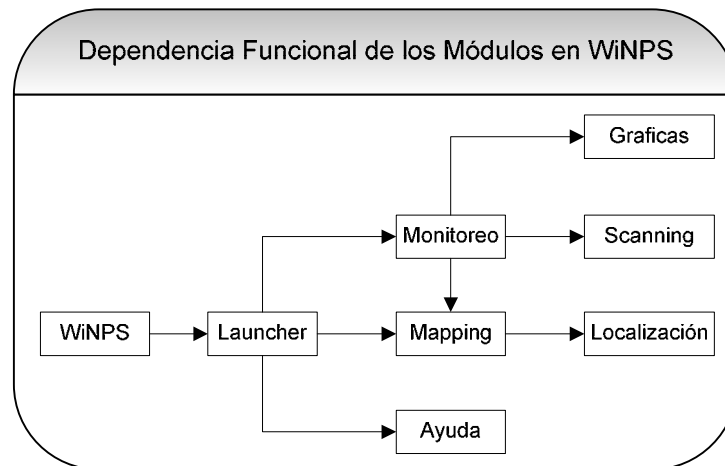 Dependencia Funcional de los Módulos en WiNPS
Graficas
Monitoreo
Scanning
WiNPS
Launcher
Mapping
Localización
Ayuda